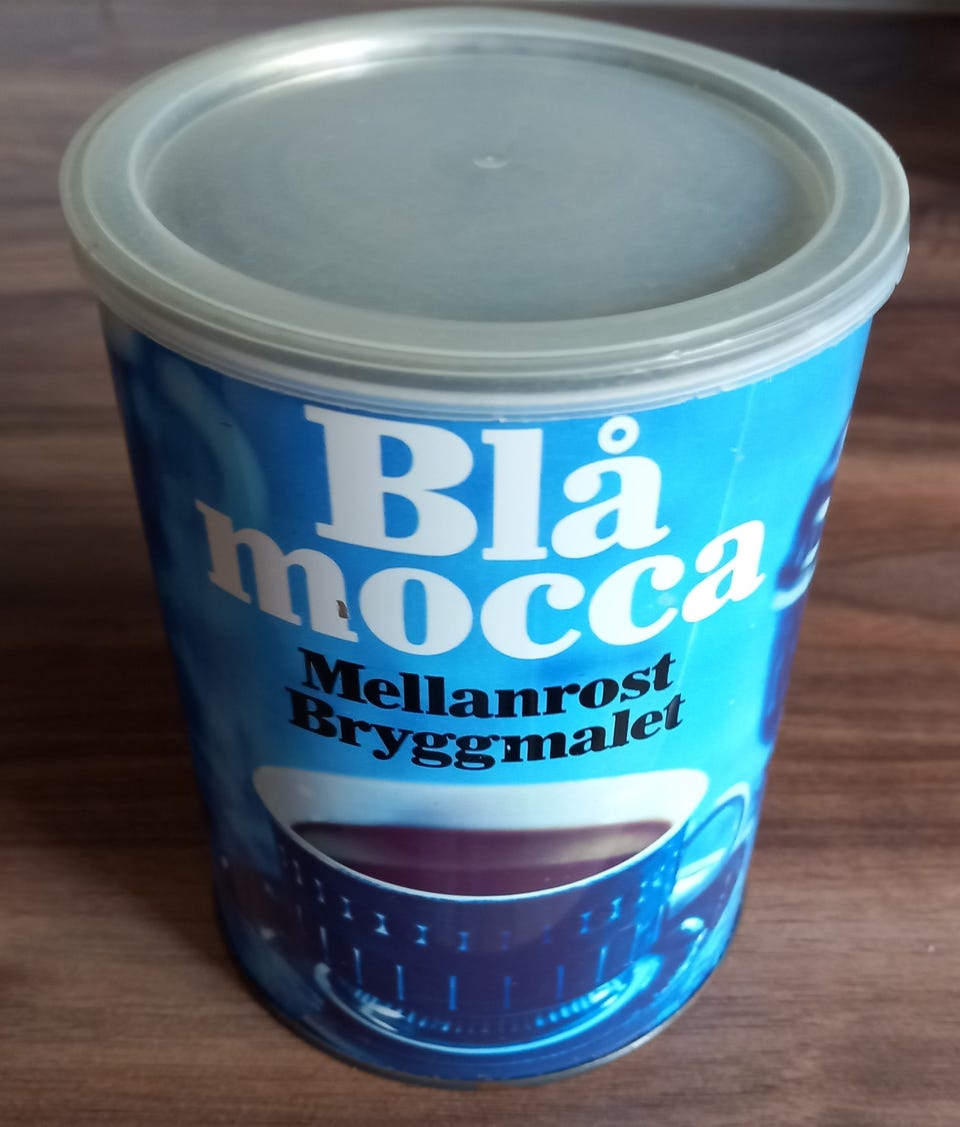 Blå
mocca
Mellanrost
Bryggmalet